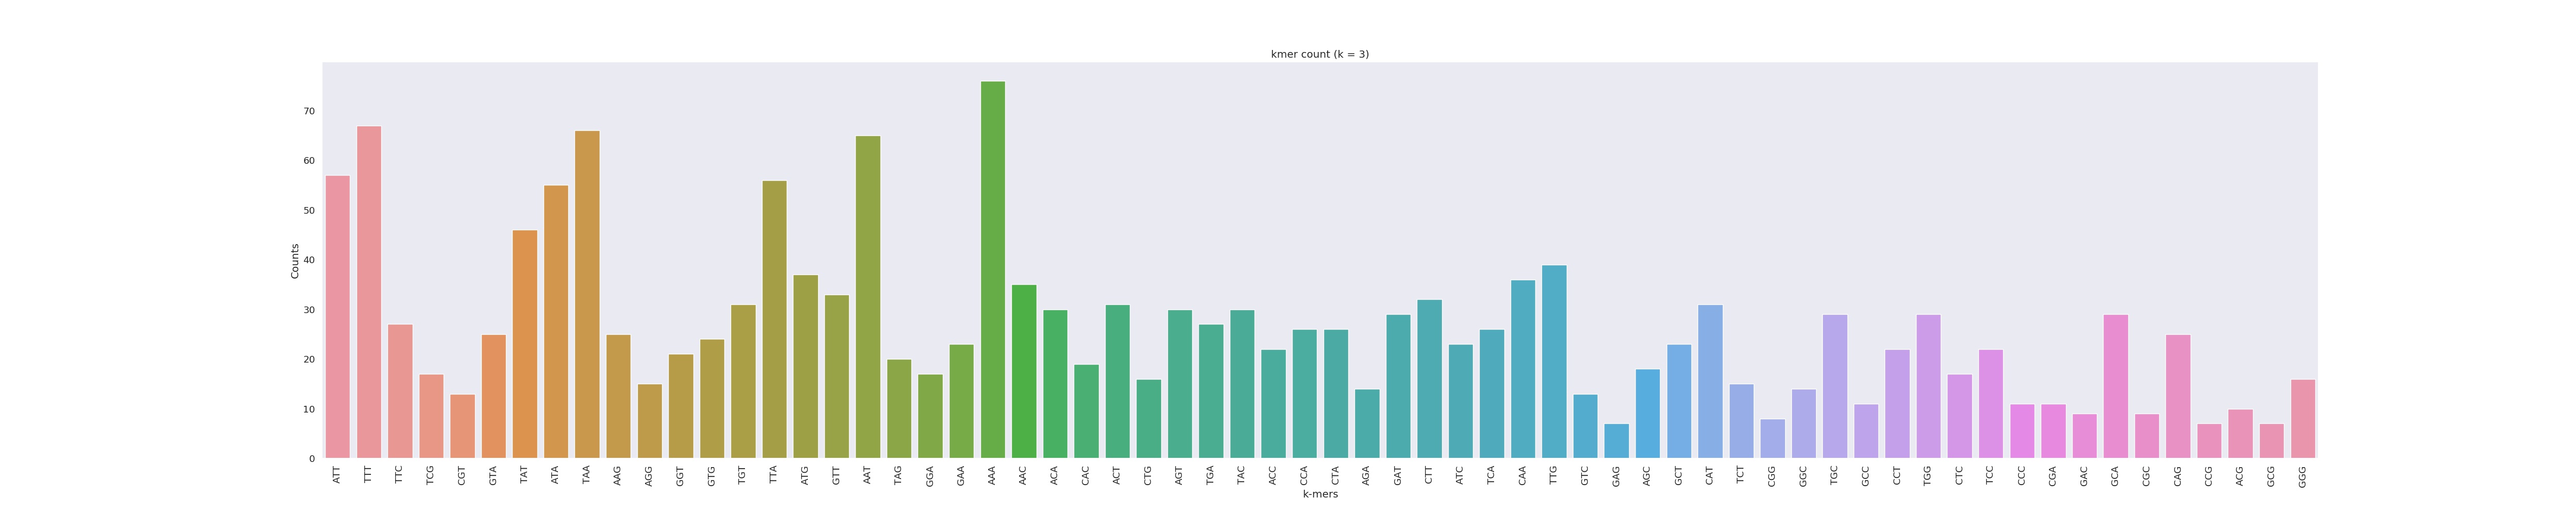 kmer count (k = 3)
Counts
70
60
50
40
30
20
10
0
ATT TTT TTC TCG CGT GTA TAT ATA TAA AAG AGG GGT GTG TGT TTA ATG GTT AAT TAG GGA GAA AAA AAC ACA CAC ACT CTG AGT TGA TAC ACC CCA CTA AGA GAT CTT ATC TCA CAA TTG GTC GAG AGC GCT CAT TCT CGG GGC TGC GCC CCT TGG CTC TCC CCC CGA GAC GCA CGC CAG CCG ACG GCG GGG
k-mers